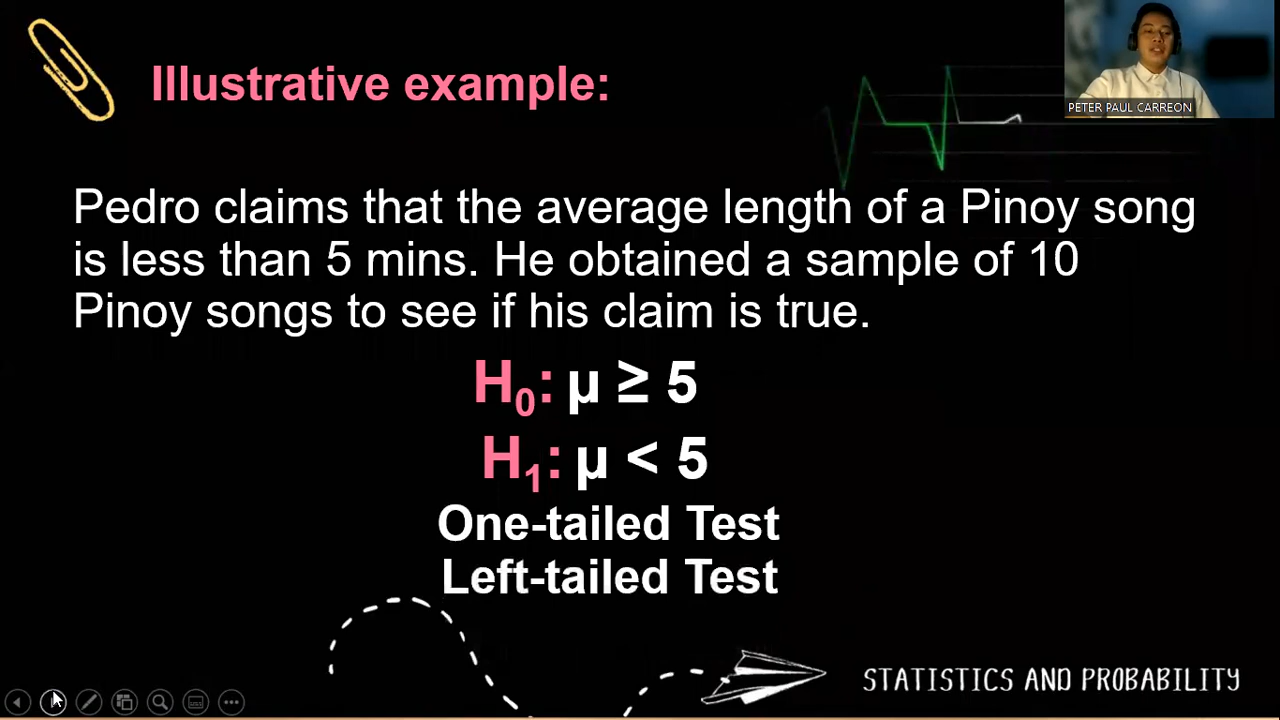 Illustrative example:
PETER PAUL CARREON
Pedro claims that the average length of a Pinoy song
is less than 5 mins. He obtained a sample of 10
Pinoy songs to see if his claim is true.
H₀: μ ≥ 5
H₁: μ < 5
One-tailed Test
Left-tailed Test
STATISTICS AND PROBABILITY